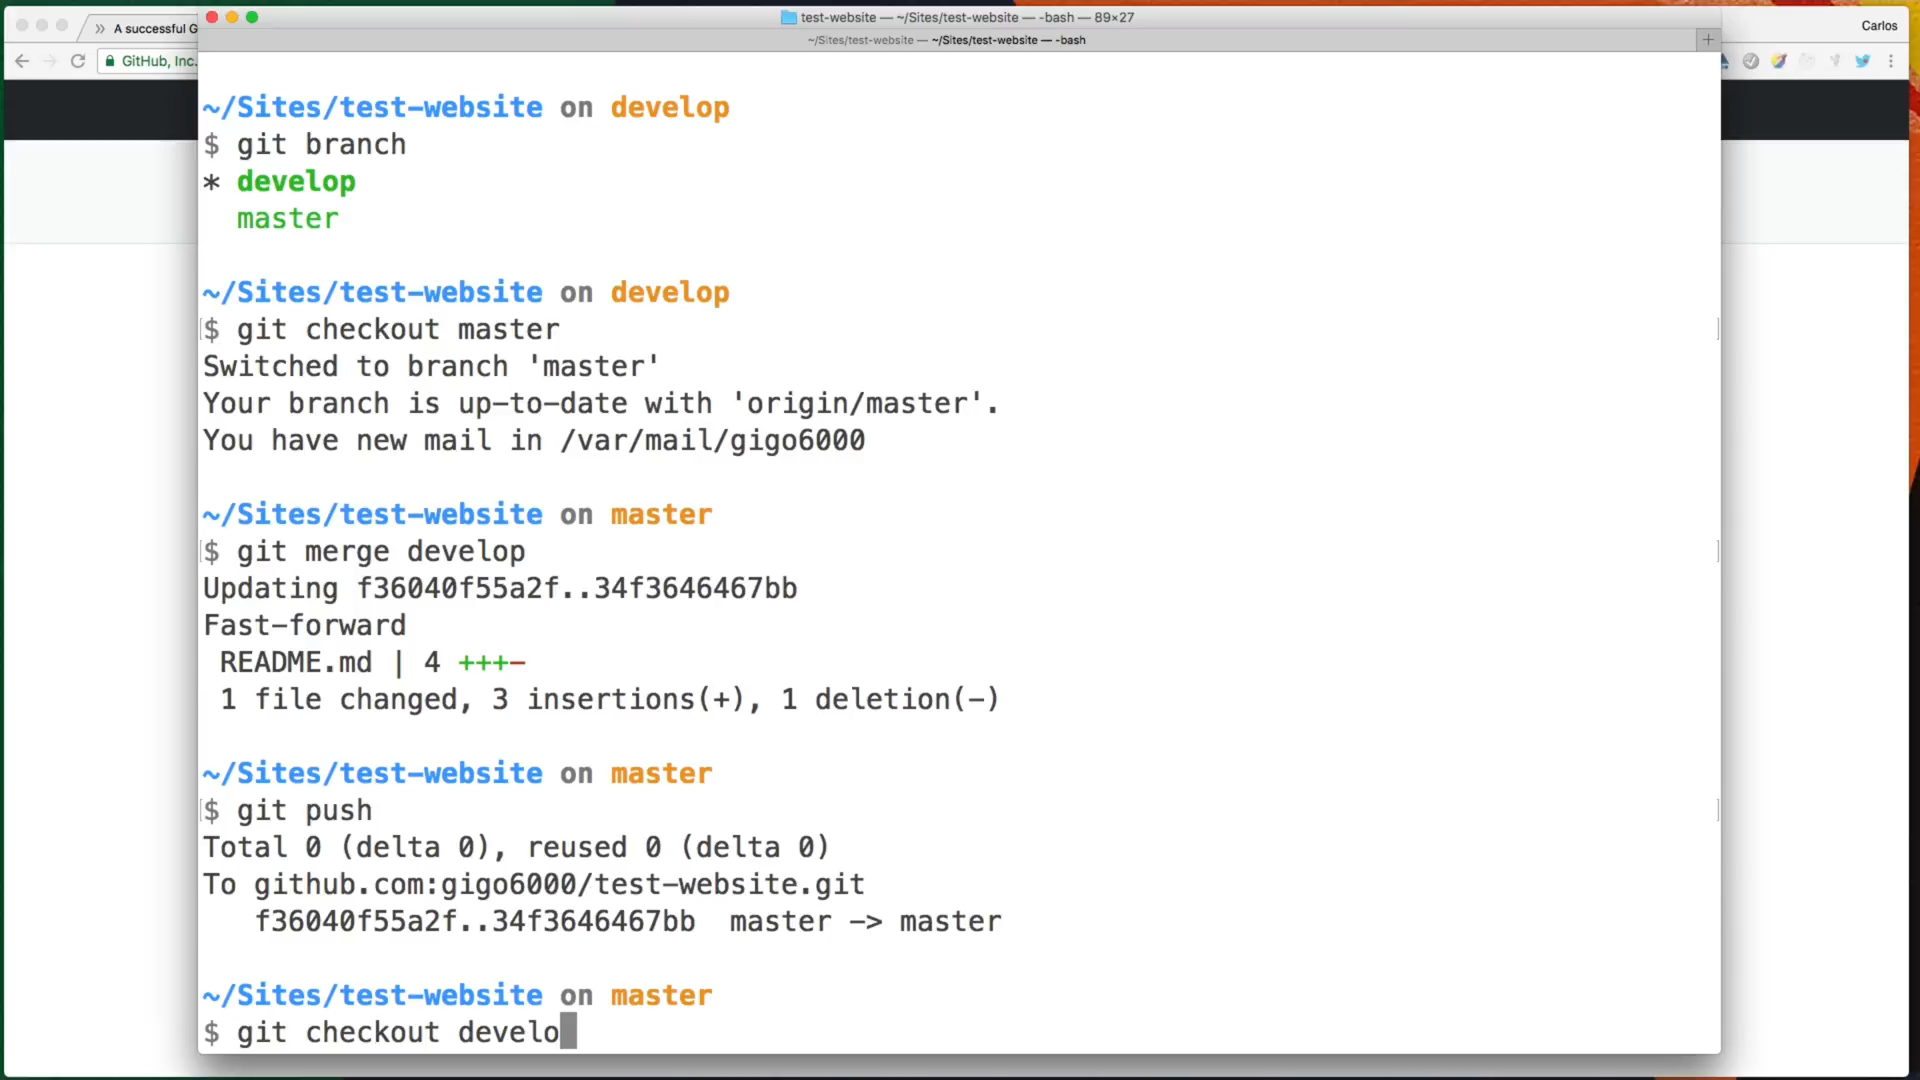 test-website — ~/Sites/test-website — -bash — 89×27
Carlos
» A successful G
~/Sites/test-website — ~/Sites/test-website — -bash
+
GitHub, Inc.
~/Sites/test-website on develop
$ git branch
* develop
master
~/Sites/test-website on develop
$ git checkout master
Switched to branch 'master'
Your branch is up-to-date with 'origin/master'.
You have new mail in /var/mail/gigo6000
~/Sites/test-website on master
$ git merge develop
Updating f36040f55a2f..34f3646467bb
Fast-forward
README.md | 4 +++-
1 file changed, 3 insertions(+), 1 deletion(-)
~/Sites/test-website on master
$ git push
Total 0 (delta 0), reused 0 (delta 0)
To github.com:gigo6000/test-website.git
f36040f55a2f..34f3646467bb  master -> master
~/Sites/test-website on master
$ git checkout develo